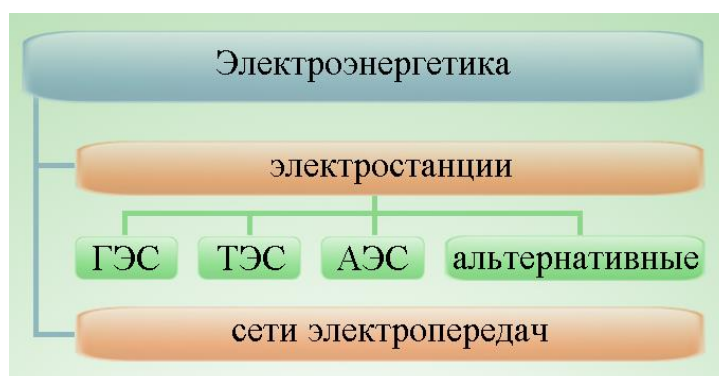 Электроэнергетика
электростанции
ГЭС ТЭС АЭС альтернативные
сети электропередач